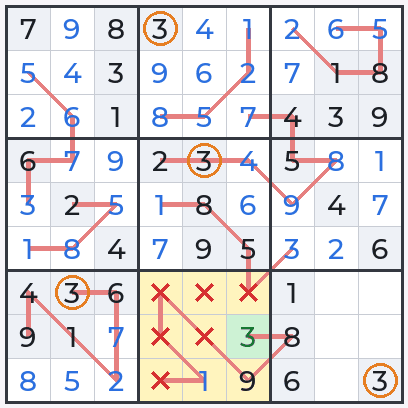 7 9 8 3 4 1 2 6 5
5 4 3 9 6 2 7 1 8
2 6 1 8 5 7 4 3 9
6 7 9 2 3 4 5 8 1
3 2 5 1 8 6 9 4 7
1 8 4 7 9 5 3 2 6
4 3 6 × × × 1
9 1 7 × × 3 8
8 5 2 × 1 9 6 3